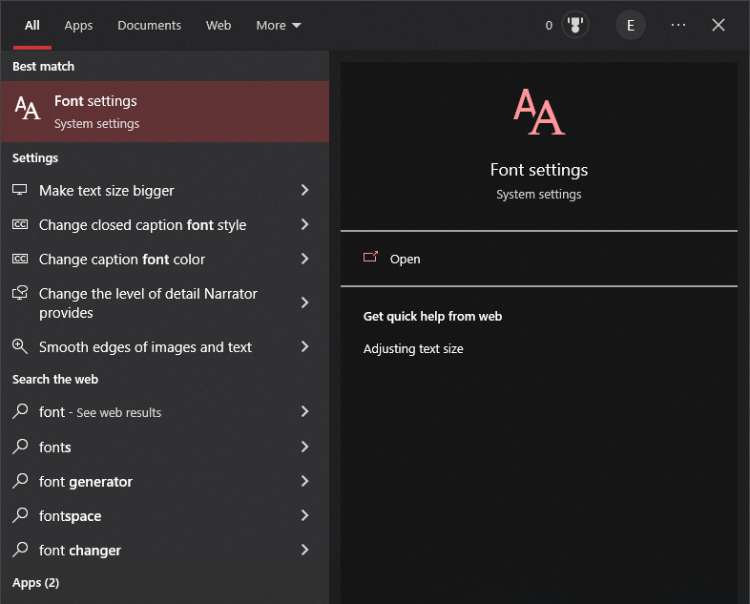 All Apps Documents Web More 0 E
Best match
Font settings
System settings
Settings
Make text size bigger
Change closed caption font style
Change caption font color
Change the level of detail Narrator
provides
Smooth edges of images and text
Search the web
font - See web results
fonts
font generator
fontspace
font changer
Apps (2)
AA
Font settings
System settings
Open
Get quick help from web
Adjusting text size